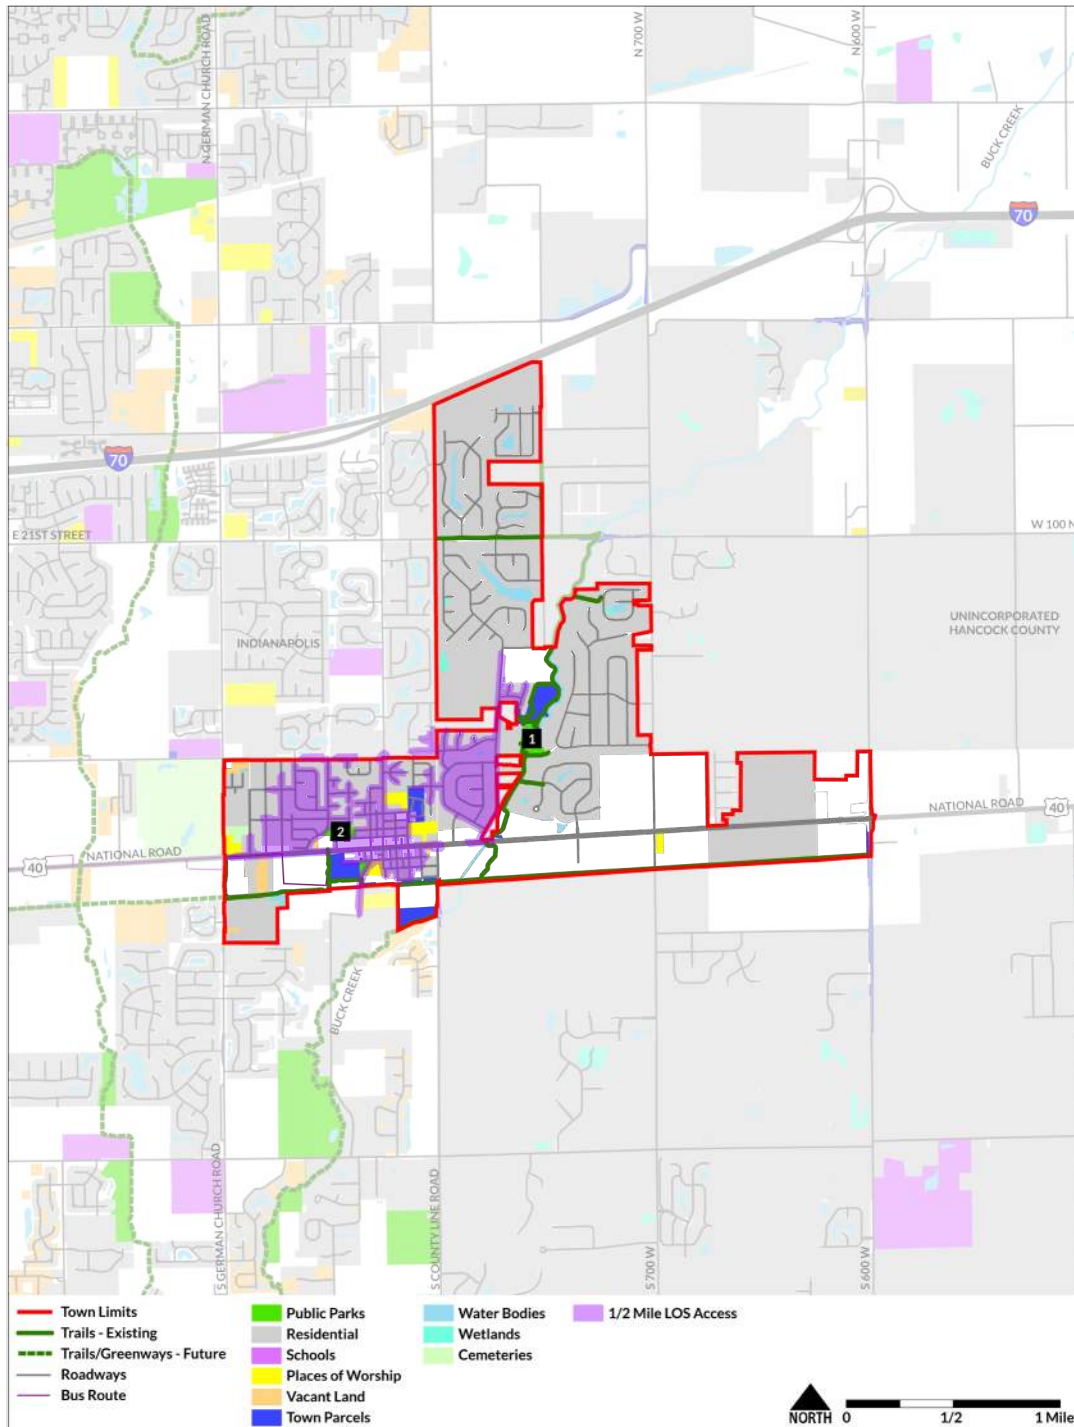 N GERMAN CHURCH ROAD
N 700 W
N 600 W
BUCK CREEK
70
70
E 21ST STREET
W 100 N
INDIANAPOLIS
UNINCORPORATED
HANCOCK COUNTY
1
2
NATIONAL ROAD
40
NATIONAL ROAD
40
BUCK CREEK
S GERMAN CHURCH ROAD
S COUNTY LINE ROAD
S 700 W
S 600 W
Town Limits
Trails - Existing
Trails/Greenways - Future
Roadways
Bus Route
Public Parks
Residential
Schools
Places of Worship
Vacant Land
Town Parcels
Water Bodies
Wetlands
Cemeteries
1/2 Mile LOS Access
NORTH 0 1/2 1 Mile